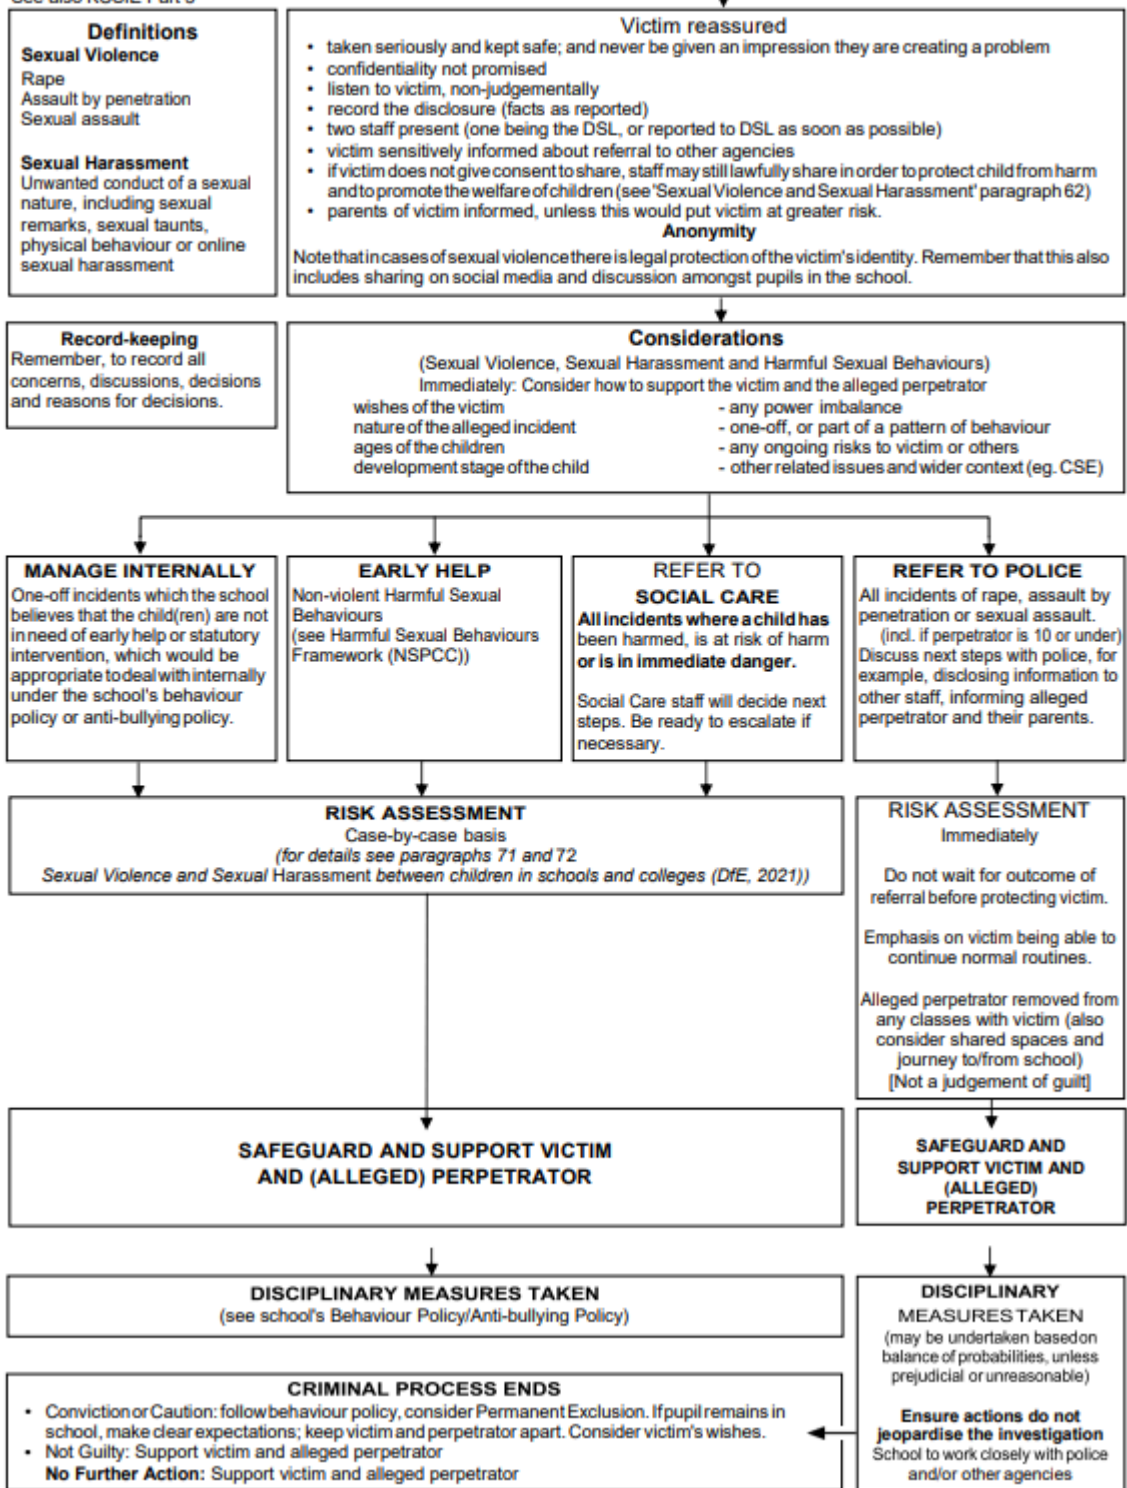 See also KCSIE Part 5
Definitions
Sexual Violence
Rape
Assault by penetration
Sexual assault
Sexual Harassment
Unwanted conduct of a sexual
nature, including sexual
remarks, sexual taunts,
physical behaviour or online
sexual harassment
Victim reassured
• taken seriously and kept safe; and never be given an impression they are creating a problem
• confidentiality not promised
• listen to victim, non-judgementally
• record the disclosure (facts as reported)
• two staff present (one being the DSL, or reported to DSL as soon as possible)
• victim sensitively informed about referral to other agencies
• if victim does not give consent to share, staff may still lawfully share in order to protect child from harm
and to promote the welfare of children (see 'Sexual Violence and Sexual Harassment' paragraph 62)
• parents of victim informed, unless this would put victim at greater risk.
Anonymity
Note that in cases of sexual violence there is legal protection of the victim's identity. Remember that this also
includes sharing on social media and discussion amongst pupils in the school.
Record-keeping
Remember, to record all
concerns, discussions, decisions
and reasons for decisions.
Considerations
(Sexual Violence, Sexual Harassment and Harmful Sexual Behaviours)
Immediately: Consider how to support the victim and the alleged perpetrator
wishes of the victim - any power imbalance
nature of the alleged incident - one-off, or part of a pattern of behaviour
ages of the children - any ongoing risks to victim or others
development stage of the child - other related issues and wider context (eg. CSE)
MANAGE INTERNALLY
One-off incidents which the school
believes that the child(ren) are not
in need of early help or statutory
intervention, which would be
appropriate to deal with internally
under the school's behaviour
policy or anti-bullying policy.
EARLY HELP
Non-violent Harmful Sexual
Behaviours
(see Harmful Sexual Behaviours
Framework (NSPCC))
REFER TO
SOCIAL CARE
All incidents where a child has
been harmed, is at risk of harm
or is in immediate danger.
Social Care staff will decide next
steps. Be ready to escalate if
necessary.
REFER TO POLICE
All incidents of rape, assault by
penetration or sexual assault.
(incl. if perpetrator is 10 or under)
Discuss next steps with police, for
example, disclosing information to
other staff, informing alleged
perpetrator and their parents.
RISK ASSESSMENT
Case-by-case basis
(for details see paragraphs 71 and 72
Sexual Violence and Sexual Harassment between children in schools and colleges (DfE, 2021))
RISK ASSESSMENT
Immediately
Do not wait for outcome of
referral before protecting victim.
Emphasis on victim being able to
continue normal routines.
Alleged perpetrator removed from
any classes with victim (also
consider shared spaces and
journey to/from school)
[Not a judgement of guilt]
SAFEGUARD AND SUPPORT VICTIM
AND (ALLEGED) PERPETRATOR
SAFEGUARD AND
SUPPORT VICTIM AND
(ALLEGED)
PERPETRATOR
DISCIPLINARY MEASURES TAKEN
(see school's Behaviour Policy/Anti-bullying Policy)
DISCIPLINARY
MEASURES TAKEN
(may be undertaken based on
balance of probabilities, unless
prejudicial or unreasonable)
Ensure actions do not
jeopardise the investigation
School to work closely with police
and/or other agencies
CRIMINAL PROCESS ENDS
• Conviction or Caution: follow behaviour policy, consider Permanent Exclusion. If pupil remains in
school, make clear expectations; keep victim and perpetrator apart. Consider victim's wishes.
• Not Guilty: Support victim and alleged perpetrator
No Further Action: Support victim and alleged perpetrator